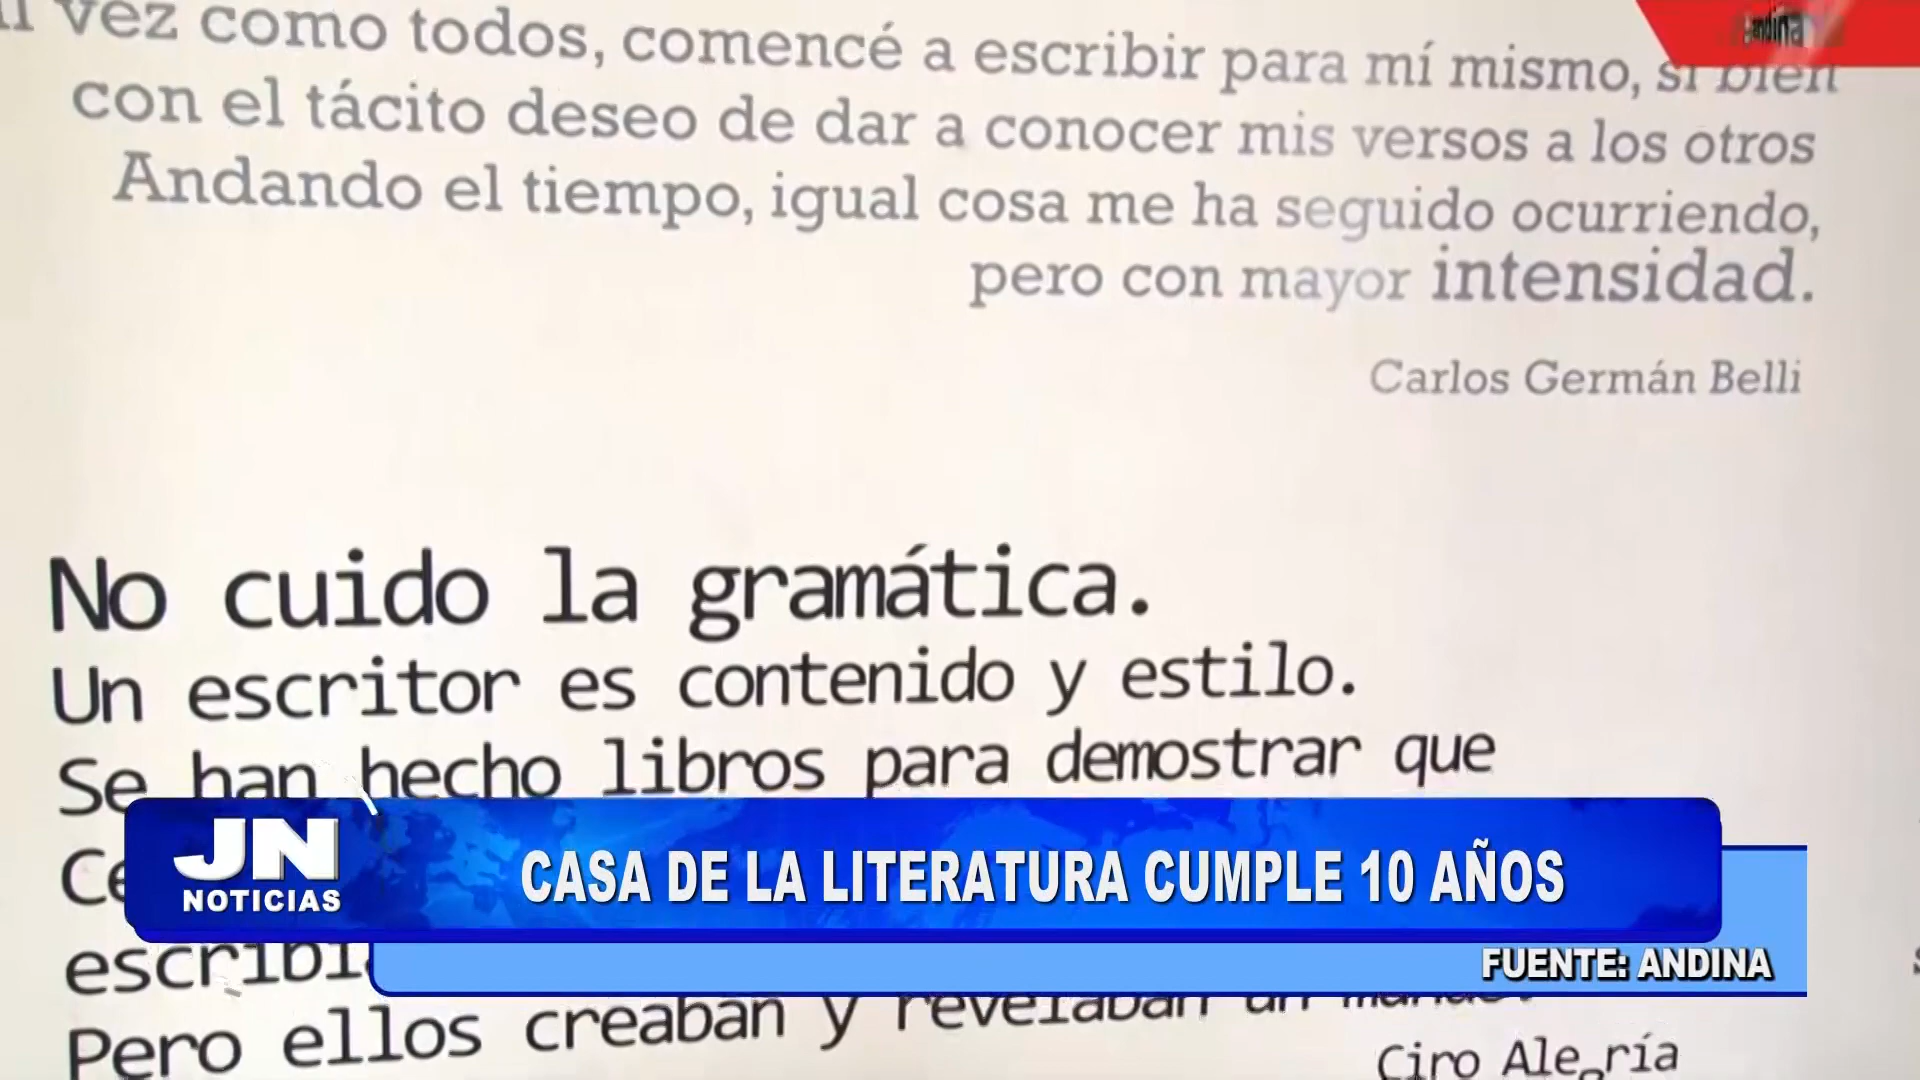 vez como todos, comencé a escribir para mí mismo, si bien
con el tácito deseo de dar a conocer mis versos a los otros
Andando el tiempo, igual cosa me ha seguido ocurriendo,
pero con mayor intensidad.
Carlos Germán Belli
No cuido la gramática.
Un escritor es contenido y estilo.
Se han hecho libros para demostrar que
Pero ellos creaban y revelaban un mundo.
Ciro Alegría
andina
JN
NOTICIAS
CASA DE LA LITERATURA CUMPLE 10 AÑOS
FUENTE: ANDINA